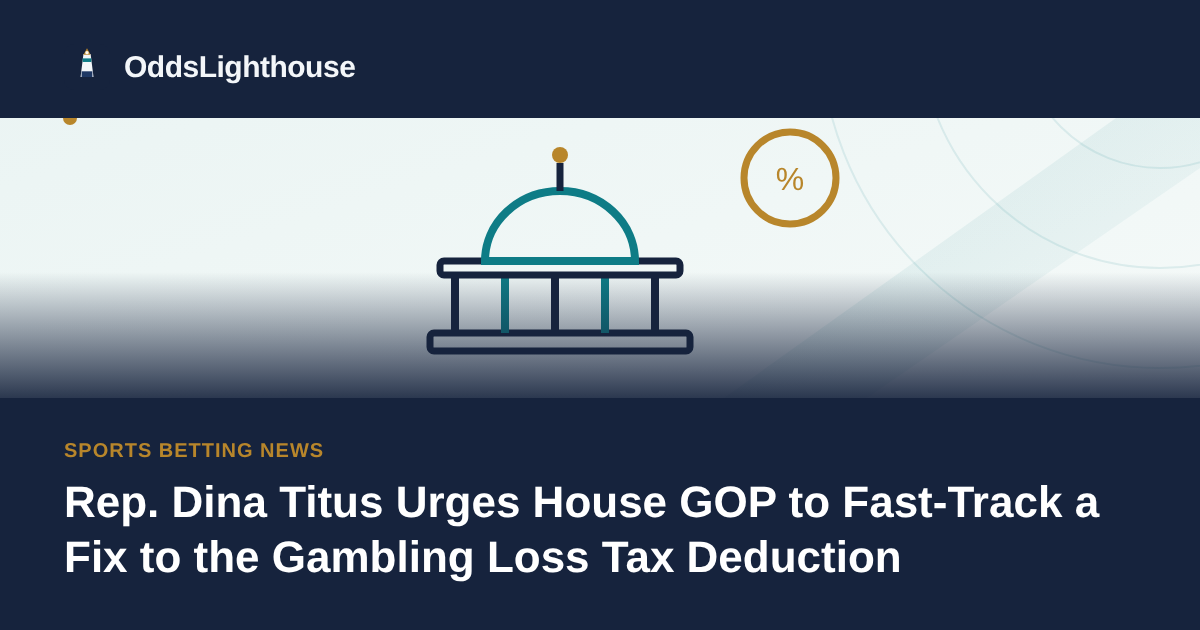 OddsLighthouse
%
SPORTS BETTING NEWS
Rep. Dina Titus Urges House GOP to Fast-Track a
Fix to the Gambling Loss Tax Deduction